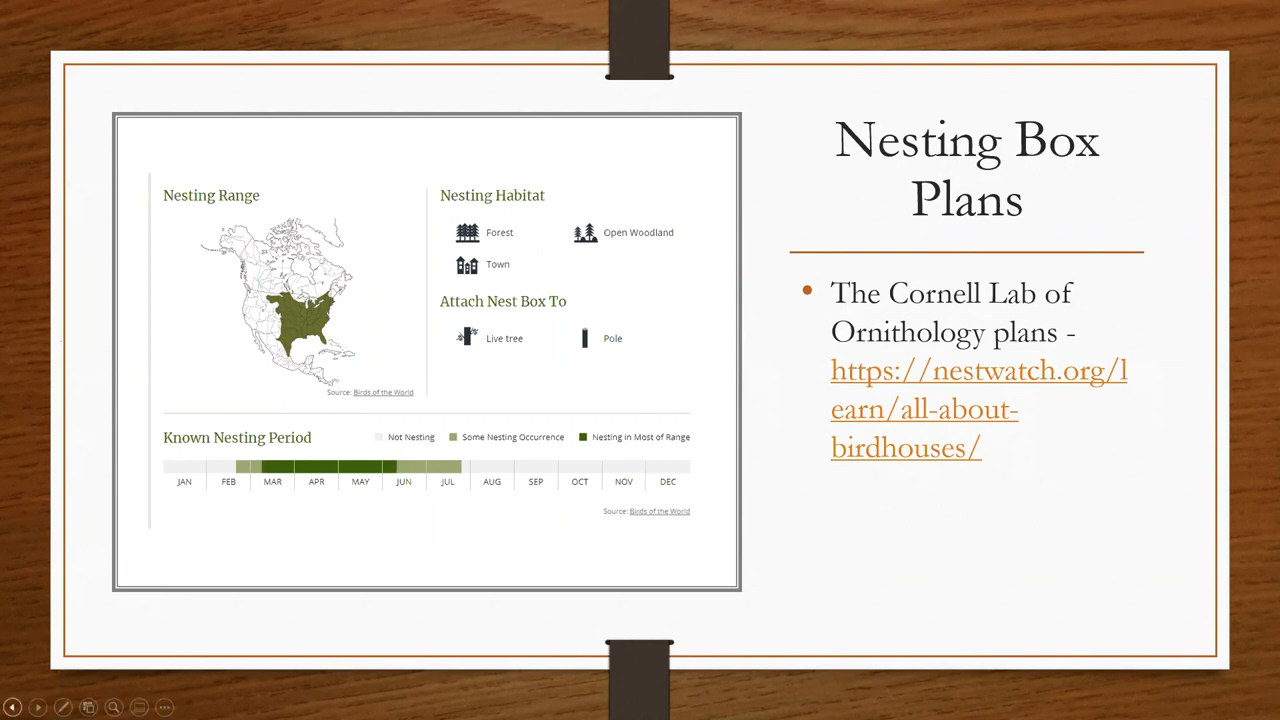 Nesting Box
Plans
Nesting Range
Source: Birds of the World
Nesting Habitat
Forest
Open Woodland
Town
Attach Nest Box To
Live tree
Pole
Known Nesting Period
Not Nesting
Some Nesting Occurrence
Nesting in Most of Range
JAN FEB MAR APR MAY JUN JUL AUG SEP OCT NOV DEC
Source: Birds of the World
• The Cornell Lab of
Ornithology plans -
https://nestwatch.org/l
earn/all-about-
birdhouses/